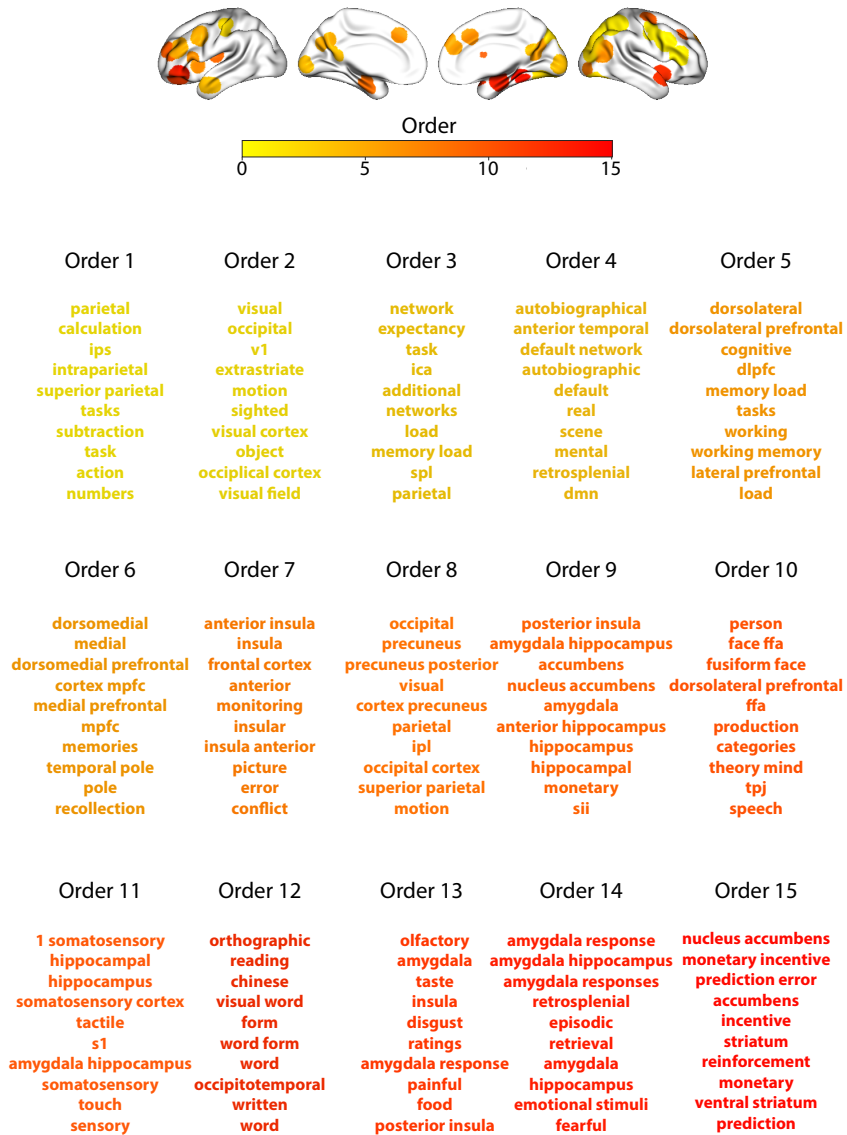 Order
0 5 10 15
Order 1 Order 2 Order 3 Order 4 Order 5
parietal visual network autobiographical dorsolateral
calculation occipital expectancy anterior temporal dorsolateral prefrontal
ips v1 task default network cognitive
intraparietal extrastriate ica autobiographic dlpfc
superior parietal motion additional default memory load
tasks sighted networks real tasks
subtraction visual cortex load scene working
task object memory load mental working memory
action occiplical cortex spl retrosplenial lateral prefrontal
numbers visual field parietal dmn load
Order 6 Order 7 Order 8 Order 9 Order 10
dorsomedial anterior insula occipital posterior insula person
medial insula precuneus amygdala hippocampus face ffa
dorsomedial prefrontal frontal cortex precuneus posterior accumbens fusiform face
cortex mpfc anterior visual nucleus accumbens dorsolateral prefrontal
medial prefrontal monitoring cortex precuneus amygdala ffa
mpfc insular parietal anterior hippocampus production
memories insula anterior ipl hippocampus categories
temporal pole picture occipital cortex hippocampal theory mind
pole error superior parietal monetary tpj
recollection conflict motion sii speech
Order 11 Order 12 Order 13 Order 14 Order 15
1 somatosensory orthographic olfactory amygdala response nucleus accumbens
hippocampal reading amygdala amygdala hippocampus monetary incentive
hippocampus chinese taste amygdala responses prediction error
somatosensory cortex visual word insula retrosplenial accumbens
tactile form disgust episodic incentive
s1 word form ratings retrieval striatum
amygdala hippocampus word amygdala response amygdala reinforcement
somatosensory occipitotemporal painful hippocampus monetary
touch written food emotional stimuli ventral striatum
sensory word posterior insula fearful prediction